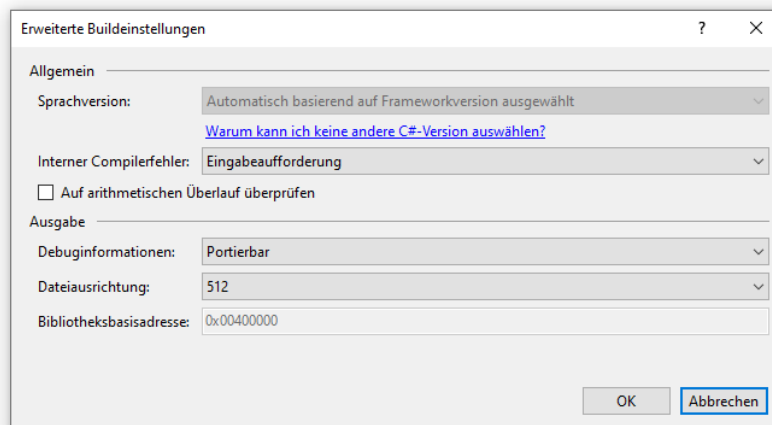 Erweiterte Buildeinstellungen ?
Allgemein
Sprachversion: Automatisch basierend auf Frameworkversion ausgewählt
Warum kann ich keine andere C#-Version auswählen?
Interner Compilerfehler: Eingabeaufforderung
Auf arithmetischen Überlauf überprüfen
Ausgabe
Debuginformationen: Portierbar
Dateiausrichtung: 512
Bibliotheksbasisadresse: 0x00400000
OK Abbrechen